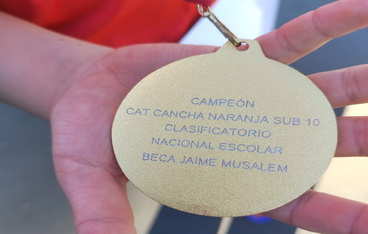 CAMPEÓN
CAT CANCHA NARANJA SUB 10
CLASIFICATORIO
NACIONAL ESCOLAR
BECA JAIME MUSALEM